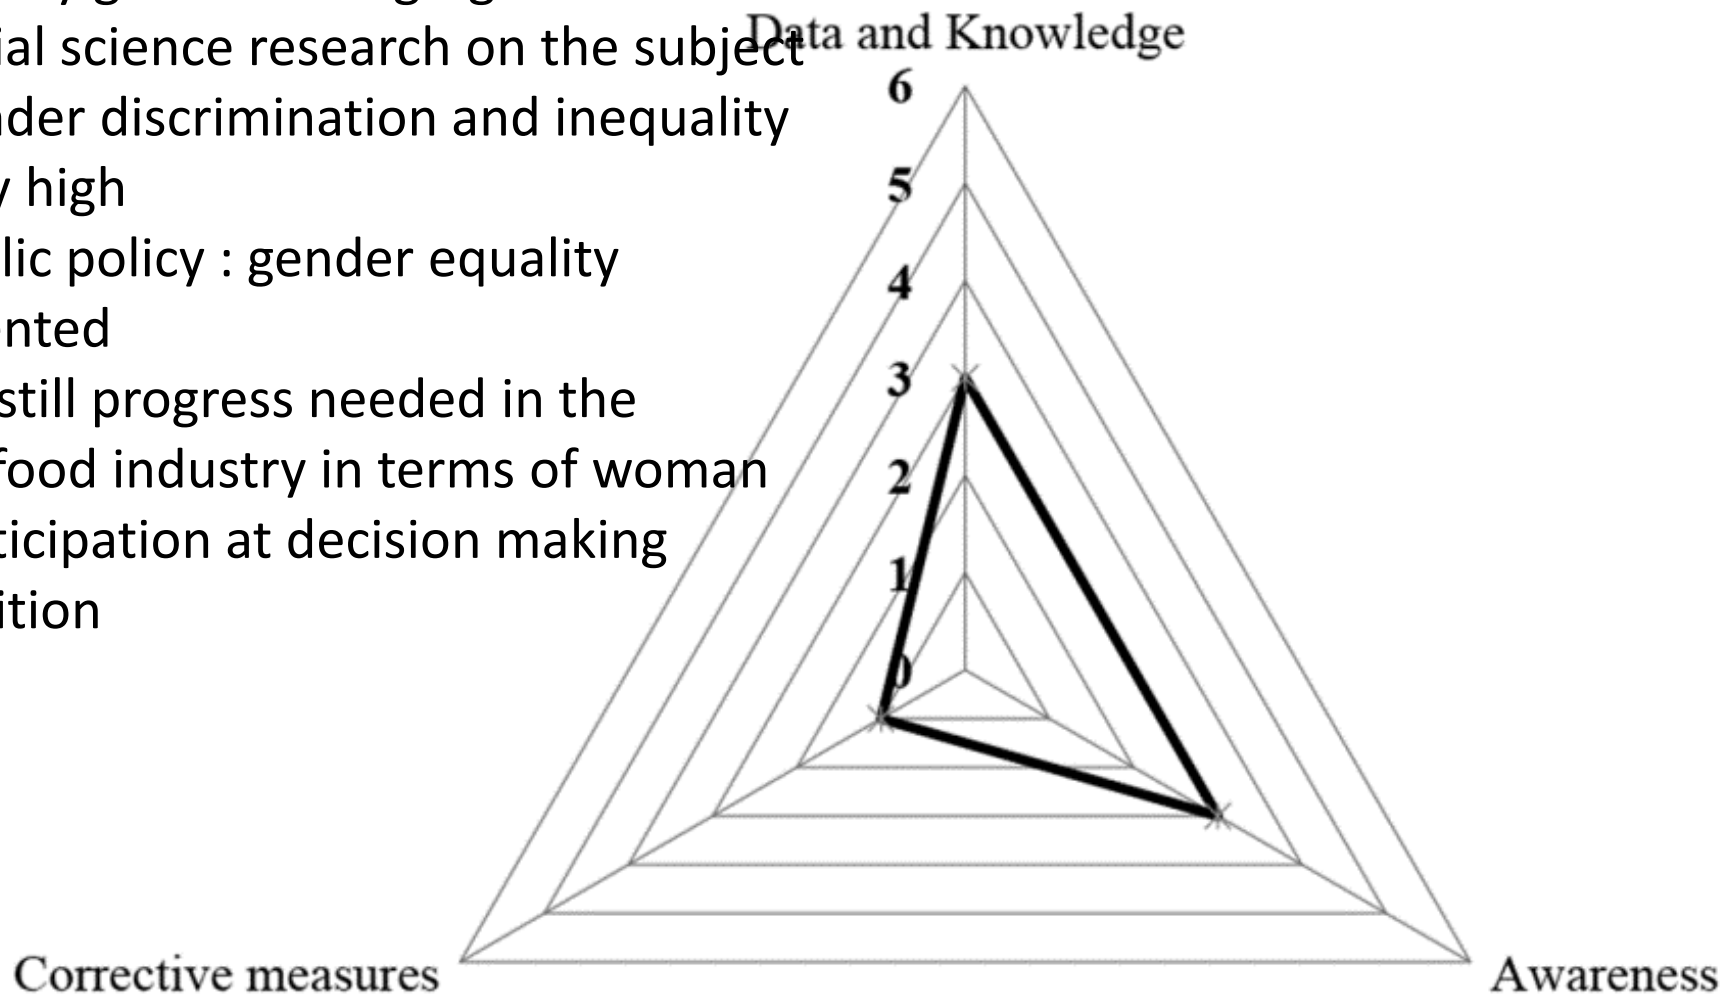 ial science research on the subject
der discrimination and inequality
y high
lic policy : gender equality
nted
still progress needed in the
food industry in terms of woman
ticipation at decision making
ition
Data and Knowledge
6
5
4
3
2
1
0
Corrective measures
Awareness